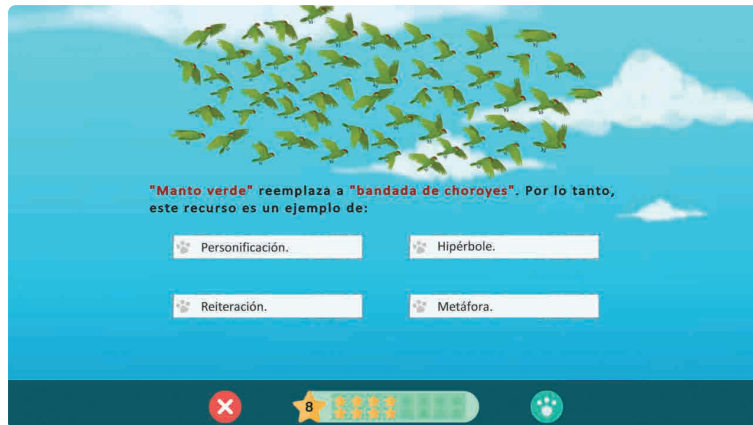 "Manto verde" reemplaza a "bandada de choroyes". Por lo tanto,
este recurso es un ejemplo de:
Personificación.
Hipérbole.
Reiteración.
Metáfora.
8